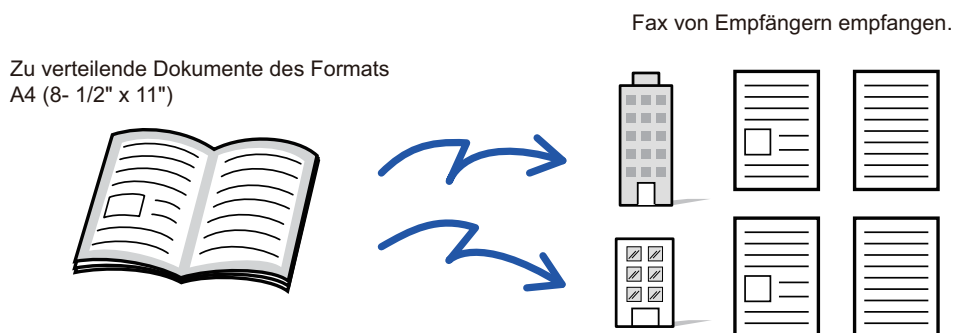 Fax von Empfängern empfangen.
Zu verteilende Dokumente des Formats
A4 (8- 1/2" x 11")